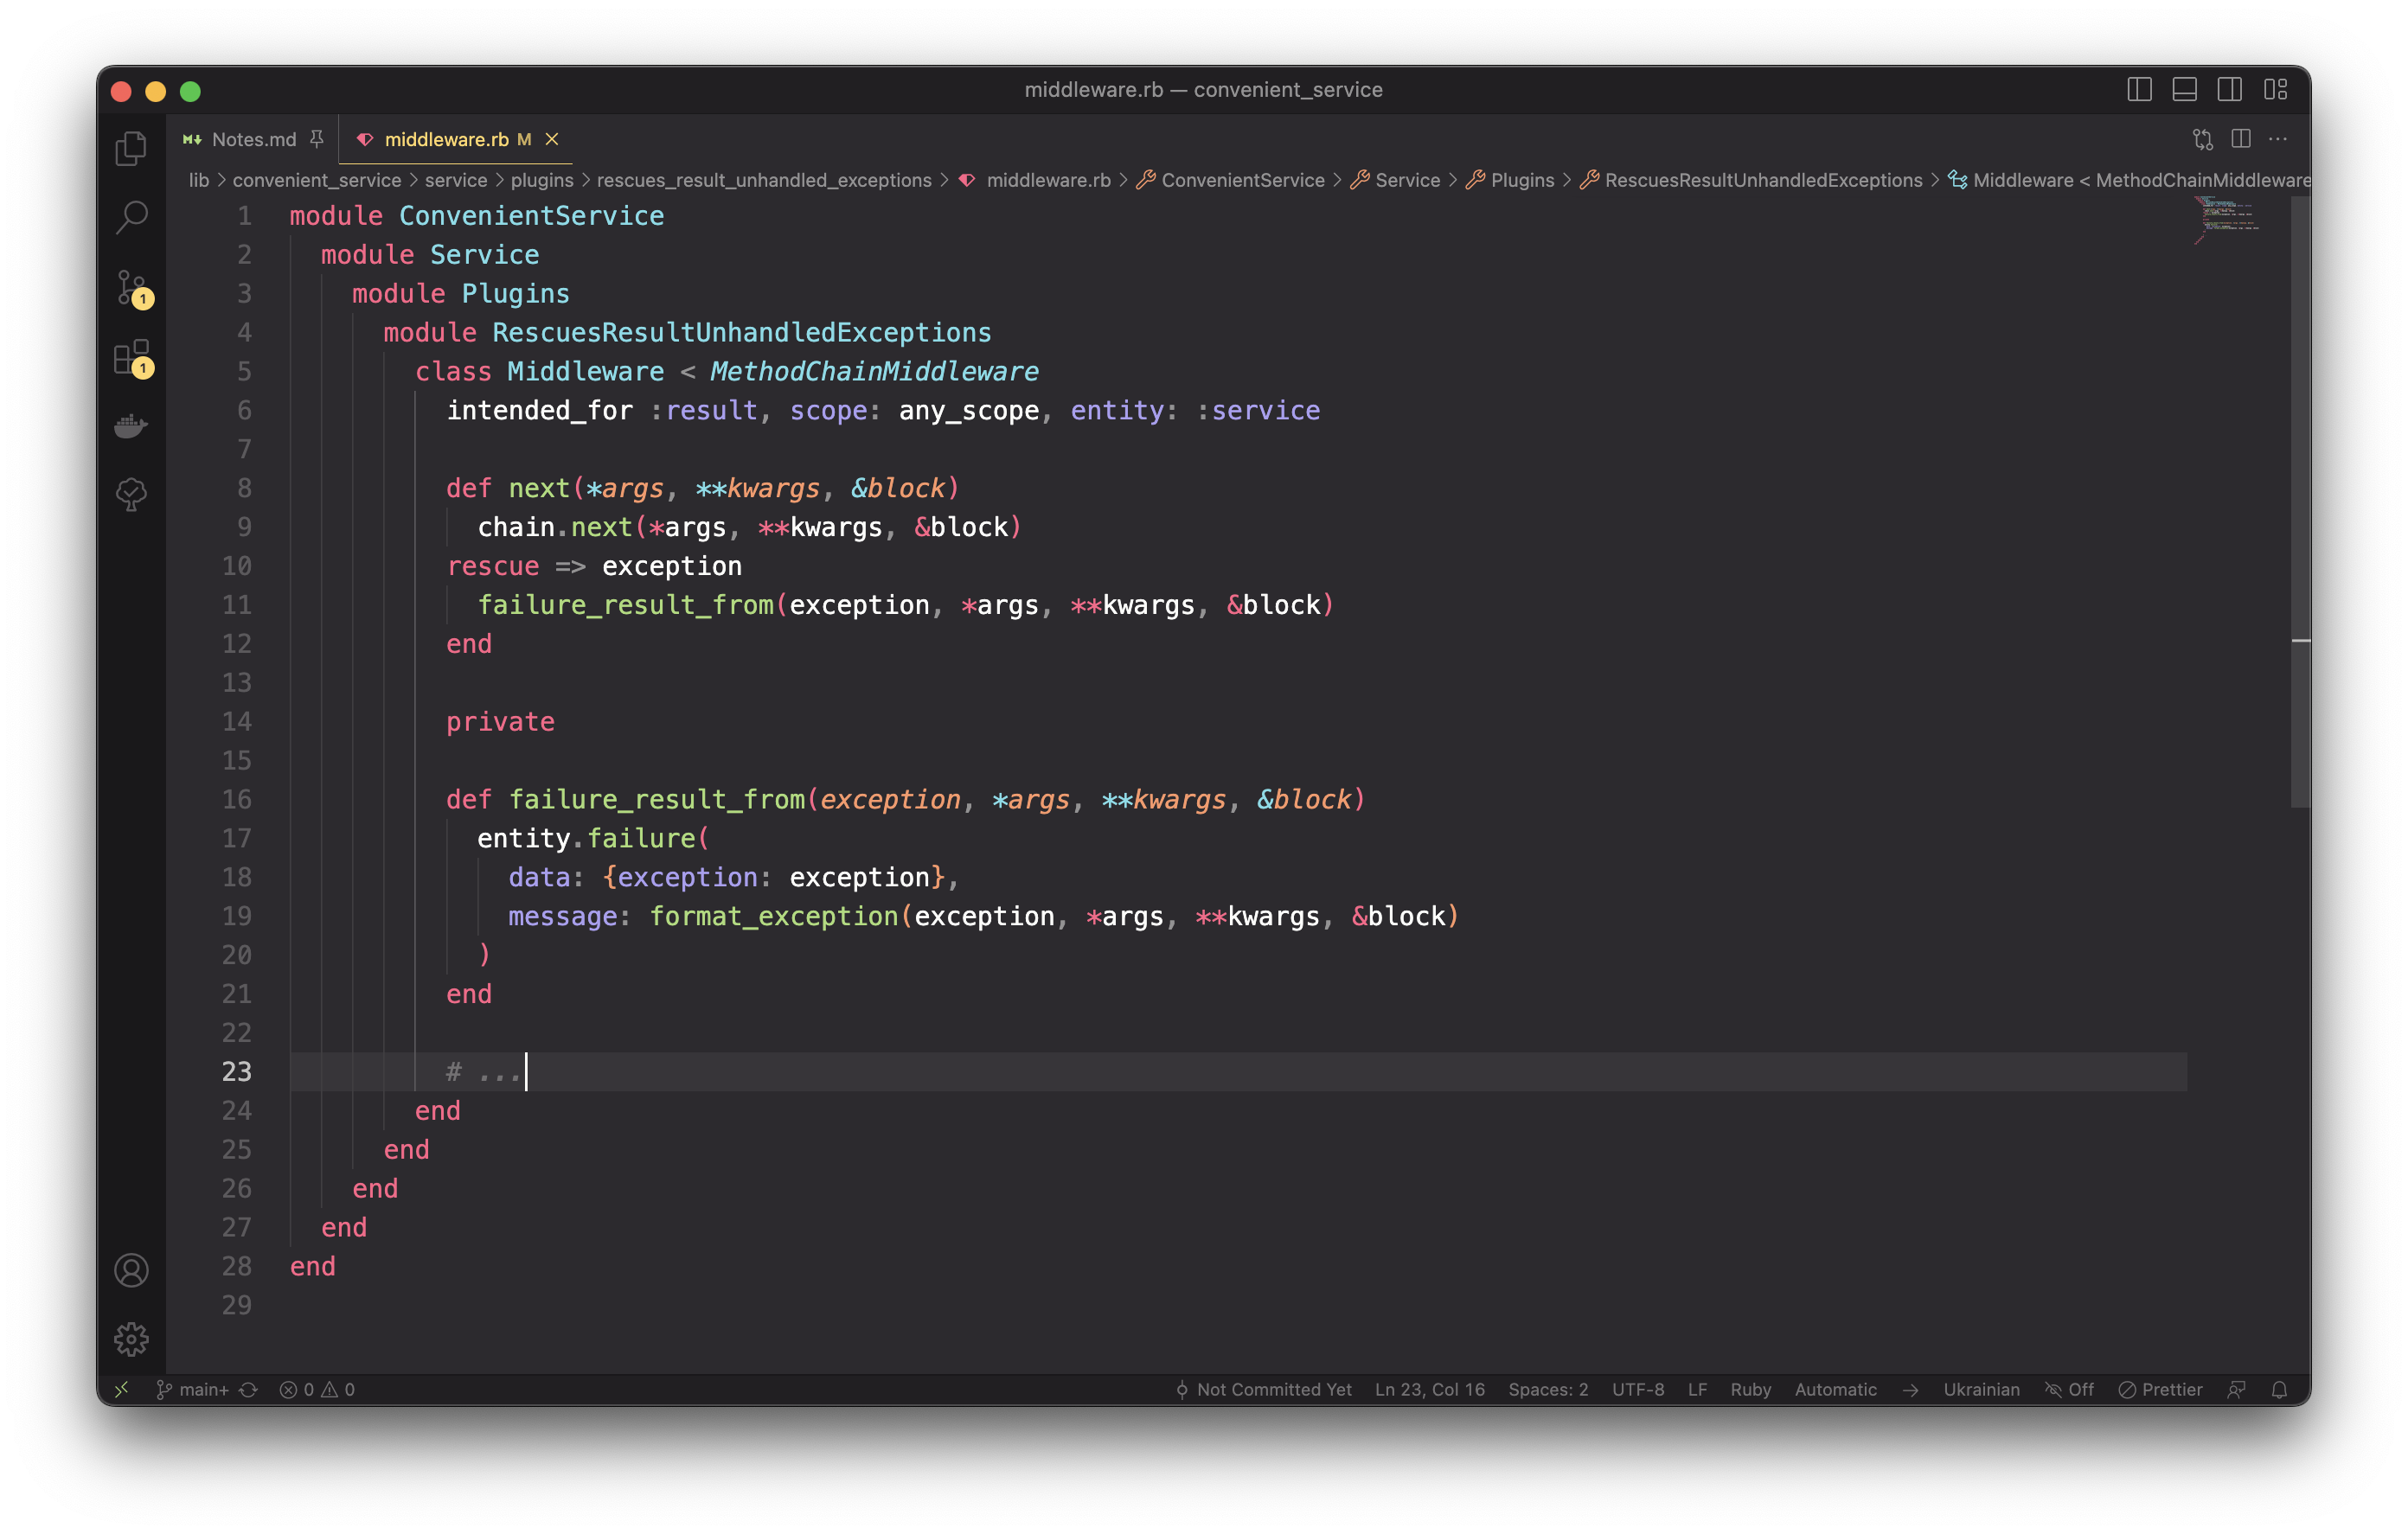 middleware.rb — convenient_service
Notes.md middleware.rb M
lib > convenient_service > service > plugins > rescues_result_unhandled_exceptions > middleware.rb > ConvenientService > Service > Plugins > RescuesResultUnhandledExceptions > Middleware < MethodChainMiddleware
1 module ConvenientService
2   module Service
3     module Plugins
4       module RescuesResultUnhandledExceptions
5         class Middleware < MethodChainMiddleware
6           intended_for :result, scope: any_scope, entity: :service
7
8           def next(*args, **kwargs, &block)
9             chain.next(*args, **kwargs, &block)
10           rescue => exception
11             failure_result_from(exception, *args, **kwargs, &block)
12           end
13
14           private
15
16           def failure_result_from(exception, *args, **kwargs, &block)
17             entity.failure(
18               data: {exception: exception},
19               message: format_exception(exception, *args, **kwargs, &block)
20             )
21           end
22
23           # ...
24         end
25       end
26     end
27   end
28 end
29
1
1
main+ 0 0 Not Committed Yet Ln 23, Col 16 Spaces: 2 UTF-8 LF Ruby Automatic Ukrainian Off Prettier